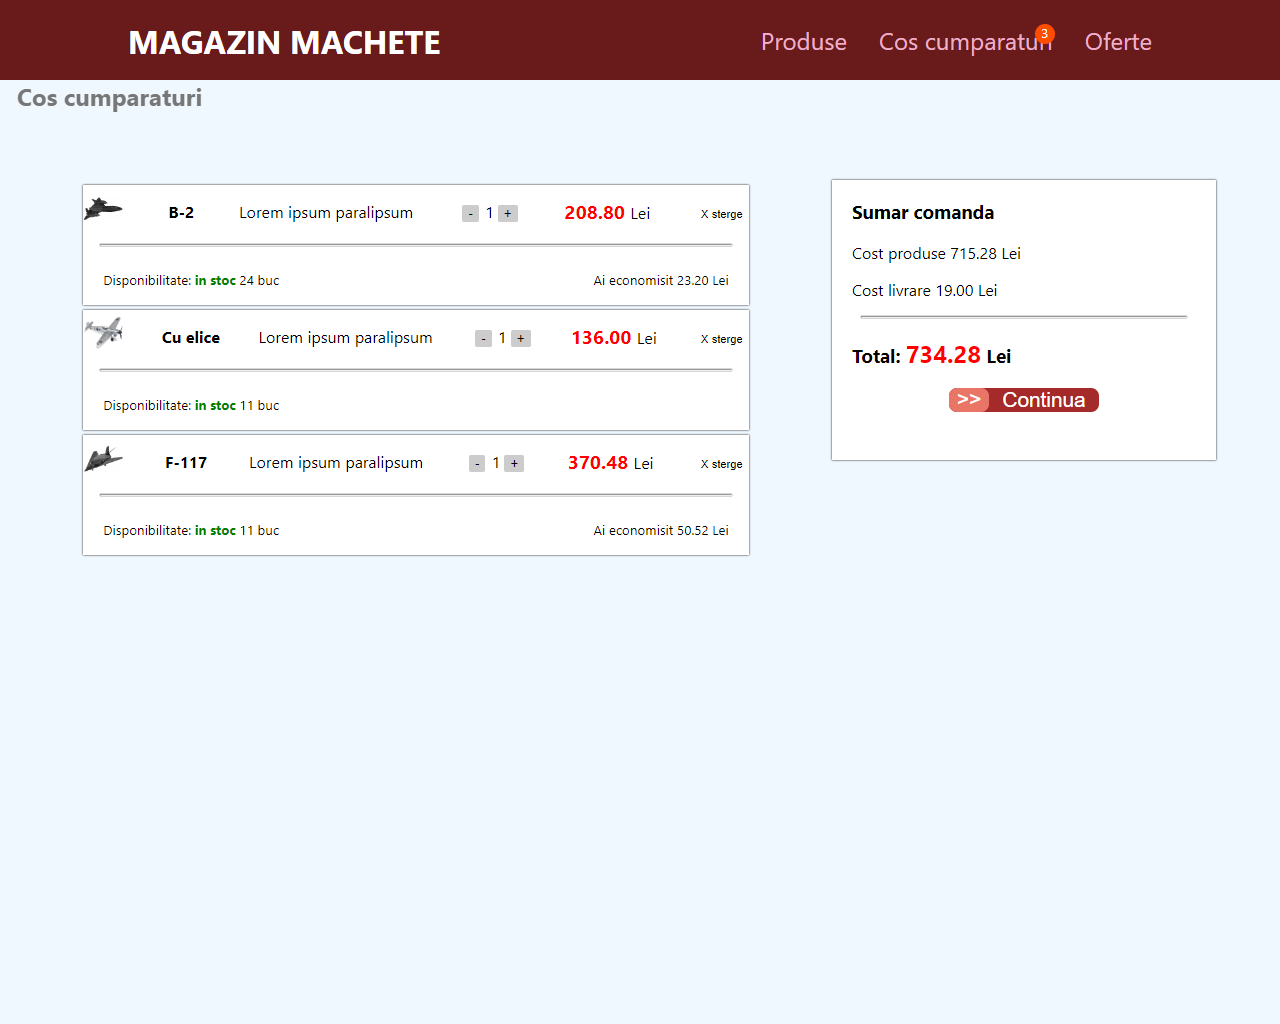 MAGAZIN MACHETE
Produse Cos cumparaturi 3 Oferte
Cos cumparaturi
B-2 Lorem ipsum paralipsum - 1 + 208.80 Lei X sterge
Disponibilitate: in stoc 24 buc Ai economisit 23.20 Lei
Cu elice Lorem ipsum paralipsum - 1 + 136.00 Lei X sterge
Disponibilitate: in stoc 11 buc
F-117 Lorem ipsum paralipsum - 1 + 370.48 Lei X sterge
Disponibilitate: in stoc 11 buc Ai economisit 50.52 Lei
Sumar comanda
Cost produse 715.28 Lei
Cost livrare 19.00 Lei
Total: 734.28 Lei
>> Continua